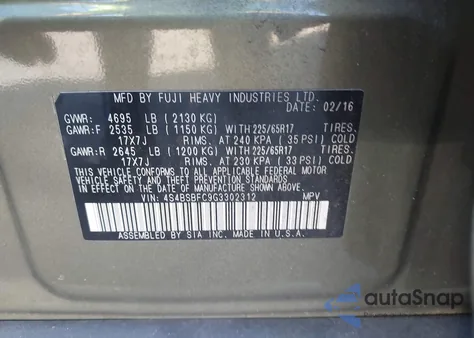 MFD BY FUJI HEAVY INDUSTRIES LTD.
DATE: 02/16
GVWR: 4695 LB (2130 KG)
GAWR:F 2535 LB (1150 KG) WITH 225/65R17 TIRES.
17X7J RIMS. AT 240 KPA (35 PSI) COLD
GAWR:R 2645 LB (1200 KG) WITH 225/65R17 TIRES.
17X7J RIMS. AT 230 KPA (33 PSI) COLD
THIS VEHICLE CONFORMS TO ALL APPLICABLE FEDERAL MOTOR
VEHICLE SAFETY, BUMPER, AND THEFT PREVENTION STANDARDS
IN EFFECT ON THE DATE OF MANUFACTURE SHOWN ABOVE.
VIN: 4S4BSBFC9G3302312 MPV
ASSEMBLED BY SIA INC. MADE IN U.S.A.
autoSnap